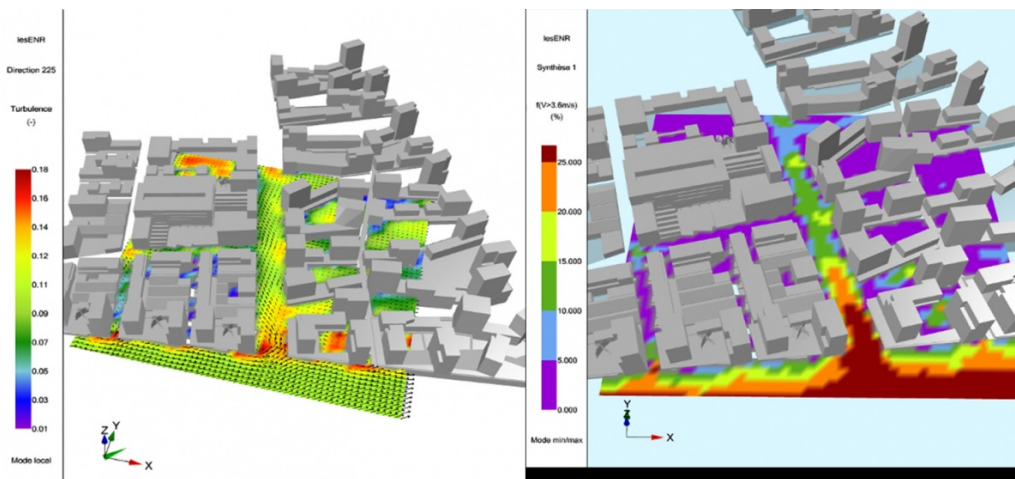 lesENR
Direction 225
Turbulence
(-)
0.18
0.17
0.15
0.12
0.11
0.09
0.07
0.05
0.03
0.01
Mode local
Z
Y
X
lesENR
Synthèse 1
f(V>3.6m/s)
(%)
25.000
20.000
15.000
10.000
5.000
0.000
Mode min/max
Y
Z
X